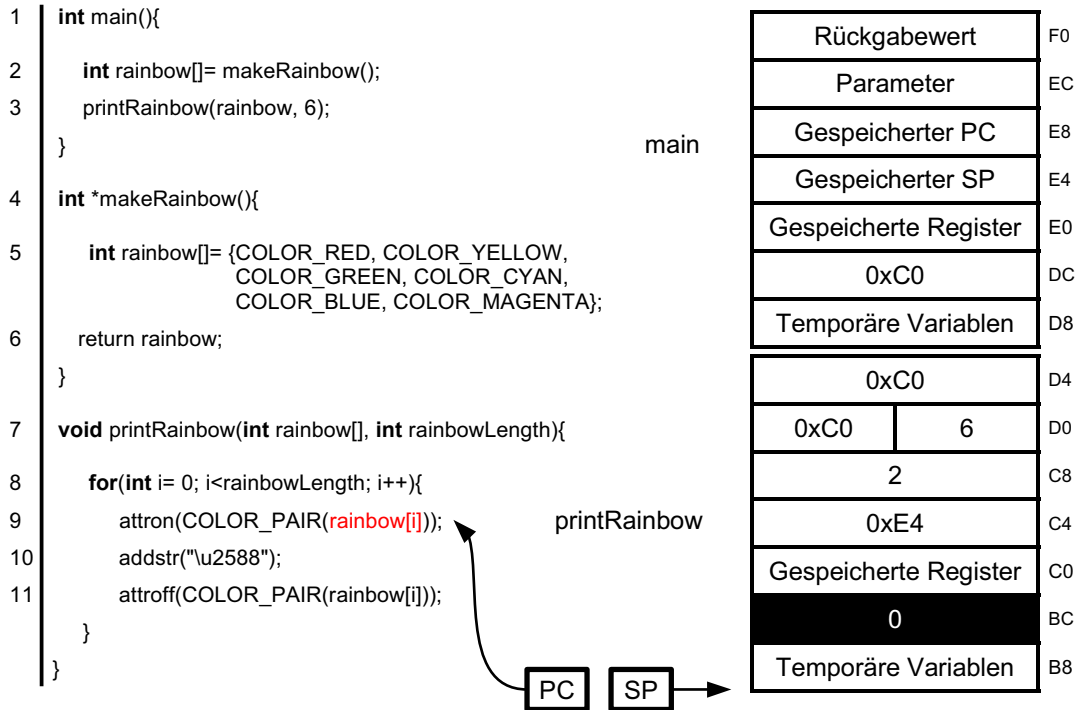 1 int main(){
2 int rainbow[]= makeRainbow();
3 printRainbow(rainbow, 6);
}
4 int *makeRainbow(){
5 int rainbow[]= {COLOR_RED, COLOR_YELLOW,
COLOR_GREEN, COLOR_CYAN,
COLOR_BLUE, COLOR_MAGENTA};
6 return rainbow;
}
7 void printRainbow(int rainbow[], int rainbowLength){
8 for(int i= 0; i<rainbowLength; i++){
9 attron(COLOR_PAIR(rainbow[i]));
10 addstr("\u2588");
11 attroff(COLOR_PAIR(rainbow[i]));
}
}
PC SP
main
Rückgabewert F0
Parameter EC
Gespeicherter PC E8
Gespeicherter SP E4
Gespeicherte Register E0
0xC0 DC
Temporäre Variablen D8
printRainbow
0xC0 D4
0xC0 6 D0
2 C8
0xE4 C4
Gespeicherte Register C0
0 BC
Temporäre Variablen B8